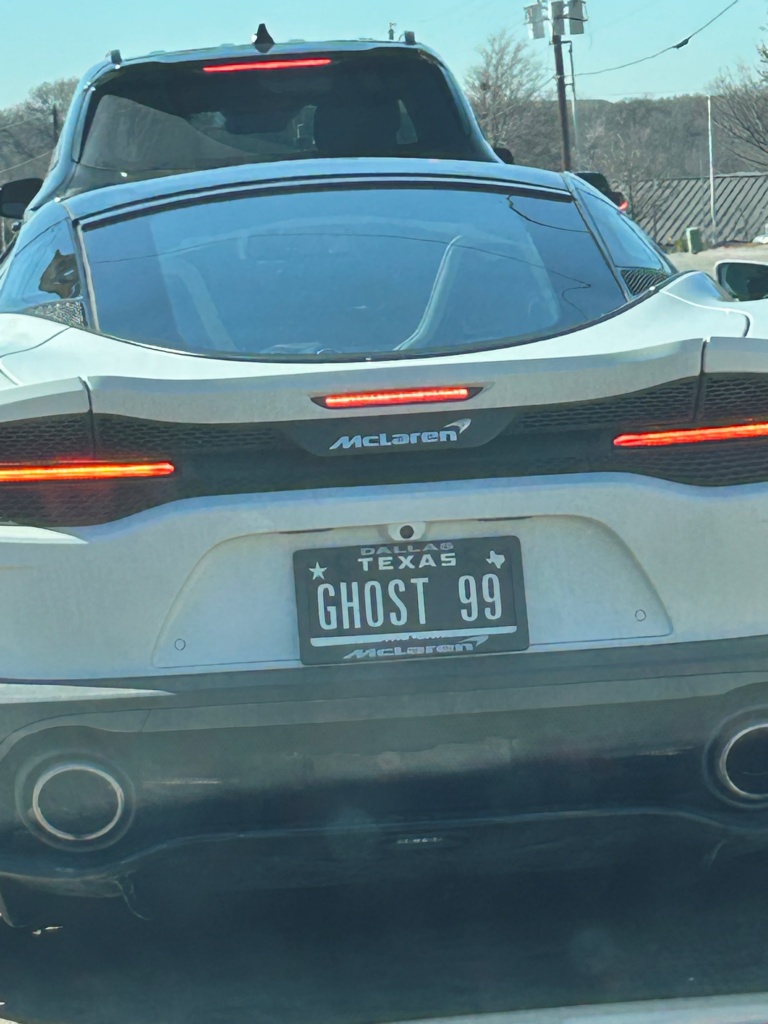 McLaren
DALLAS
TEXAS
GHOST 99
McLaren